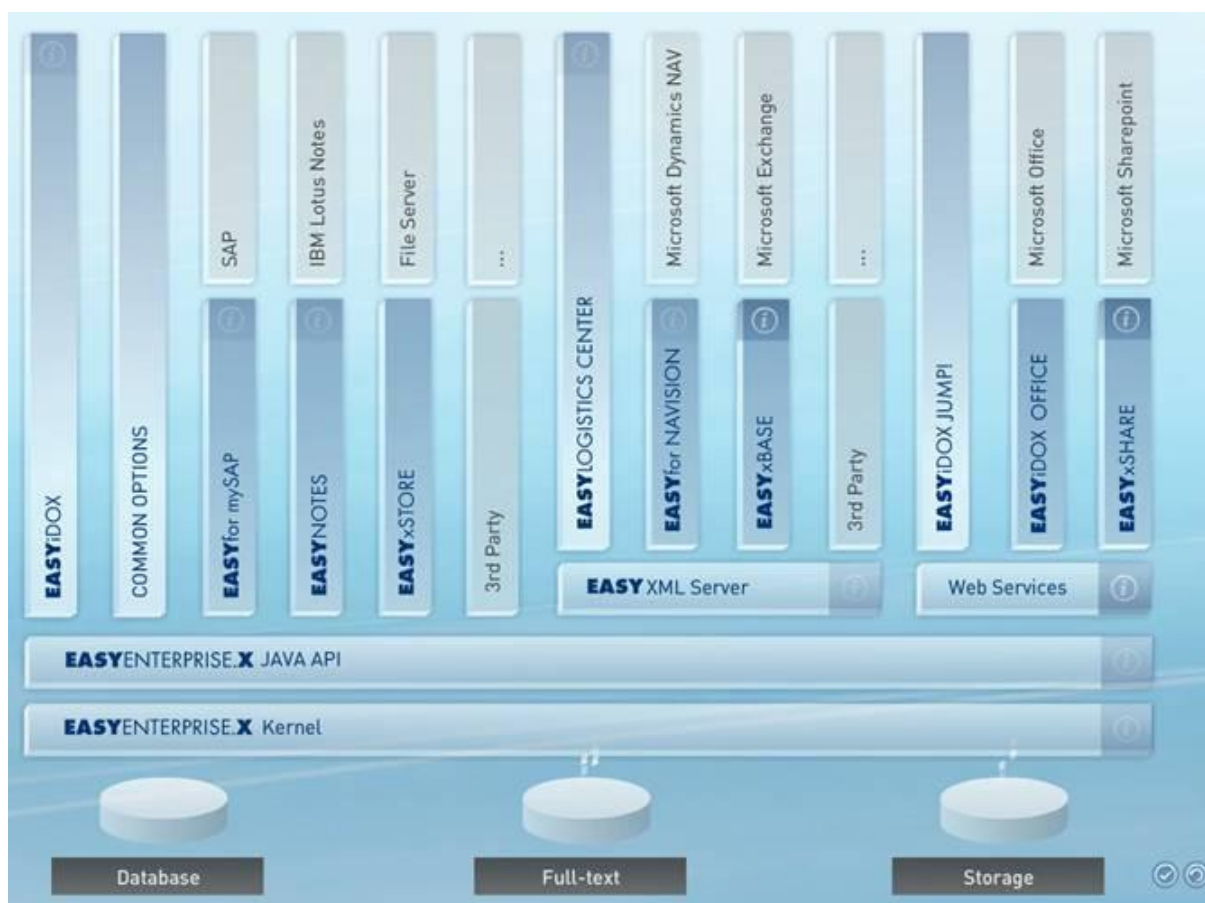 EASYiDOX
COMMON OPTIONS
SAP
EASYfor mySAP
IBM Lotus Notes
EASYNOTES
File Server
EASYxSTORE
...
3rd Party
EASYLOGISTICS CENTER
Microsoft Dynamics NAV
EASYfor NAVISION
Microsoft Exchange
EASYxBASE
...
3rd Party
EASYiDOX JUMP!
Microsoft Office
EASYiDOX OFFICE
Microsoft Sharepoint
EASYxSHARE
EASY XML Server
Web Services
EASYENTERPRISE.X JAVA API
EASYENTERPRISE.X Kernel
Database
Full-text
Storage